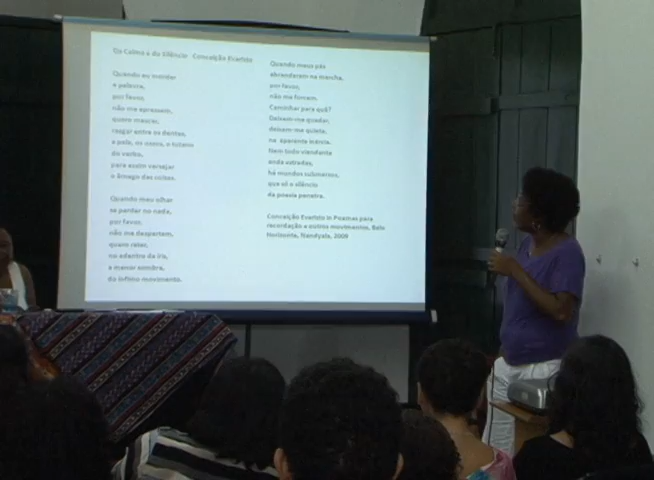 Da Calma e do Silêncio Conceição Evaristo
Quando eu morder
a palavra,
por favor,
não me apressem,
quero mascar,
rasgar entre os dentes,
a pele, os ossos, o tutano
do verbo,
para assim versejar
o âmago das coisas.
Quando meu olhar
se perder no nada,
por favor,
não me despertem,
quero reter,
no adentro da íris,
a menor sombra,
do ínfimo movimento.
Quando meus pés
abrandarem na marcha,
por favor,
não me forcem.
Caminhar para quê?
Deixem-me quedar,
deixem-me quieta,
na aparente inércia.
Nem todo viandante
anda estradas,
há mundos submersos,
que só o silêncio
da poesia penetra.
Conceição Evaristo in Poemas para
recordação e outros movimentos, Belo
Horizonte, Nandyala, 2008